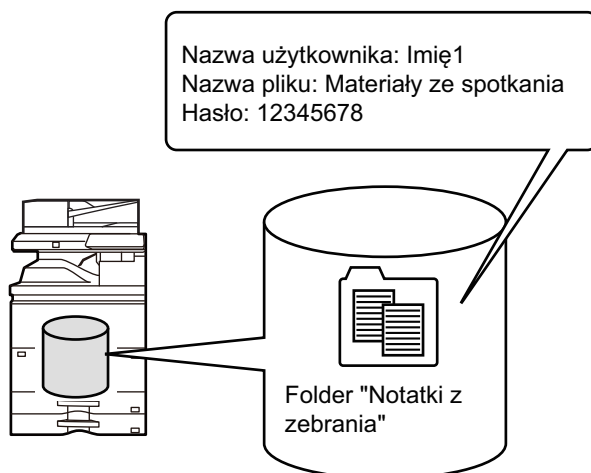 Nazwa użytkownika: Imię1
Nazwa pliku: Materiały ze spotkania
Hasło: 12345678
Folder "Notatki z
zebrania"